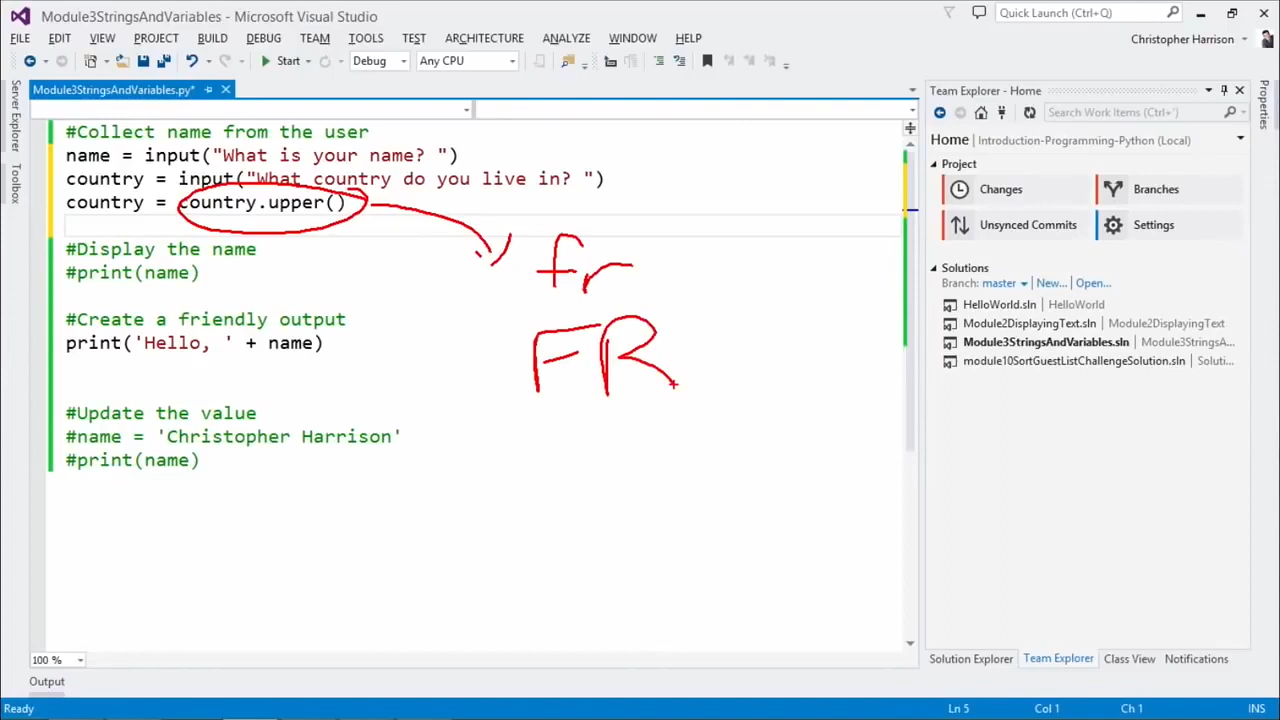 Module3StringsAndVariables - Microsoft Visual Studio
Quick Launch (Ctrl+Q)
FILE EDIT VIEW PROJECT BUILD DEBUG TEAM TOOLS TEST ARCHITECTURE ANALYZE WINDOW HELP
Christopher Harrison
Start Debug Any CPU
Server Explorer
Toolbox
Module3StringsAndVariables.py*
#Collect name from the user
name = input("What is your name? ")
country = input("What country do you live in? ")
country = country.upper()
#Display the name
#print(name)
#Create a friendly output
print('Hello, ' + name)
#Update the value
#name = 'Christopher Harrison'
#print(name)
fr
FR
100 %
Team Explorer - Home
Search Work Items (Ctrl+')
Home | Introduction-Programming-Python (Local)
Project
Changes Branches
Unsynced Commits Settings
Solutions
Branch: master New... Open...
HelloWorld.sln | HelloWorld
Module2DisplayingText.sln | Module2DisplayingText
Module3StringsAndVariables.sln | Module3StringsA...
module10SortGuestListChallengeSolution.sln | Soluti...
Solution Explorer Team Explorer Class View Notifications
Properties
Output
Ready Ln 5 Col 1 Ch 1 INS